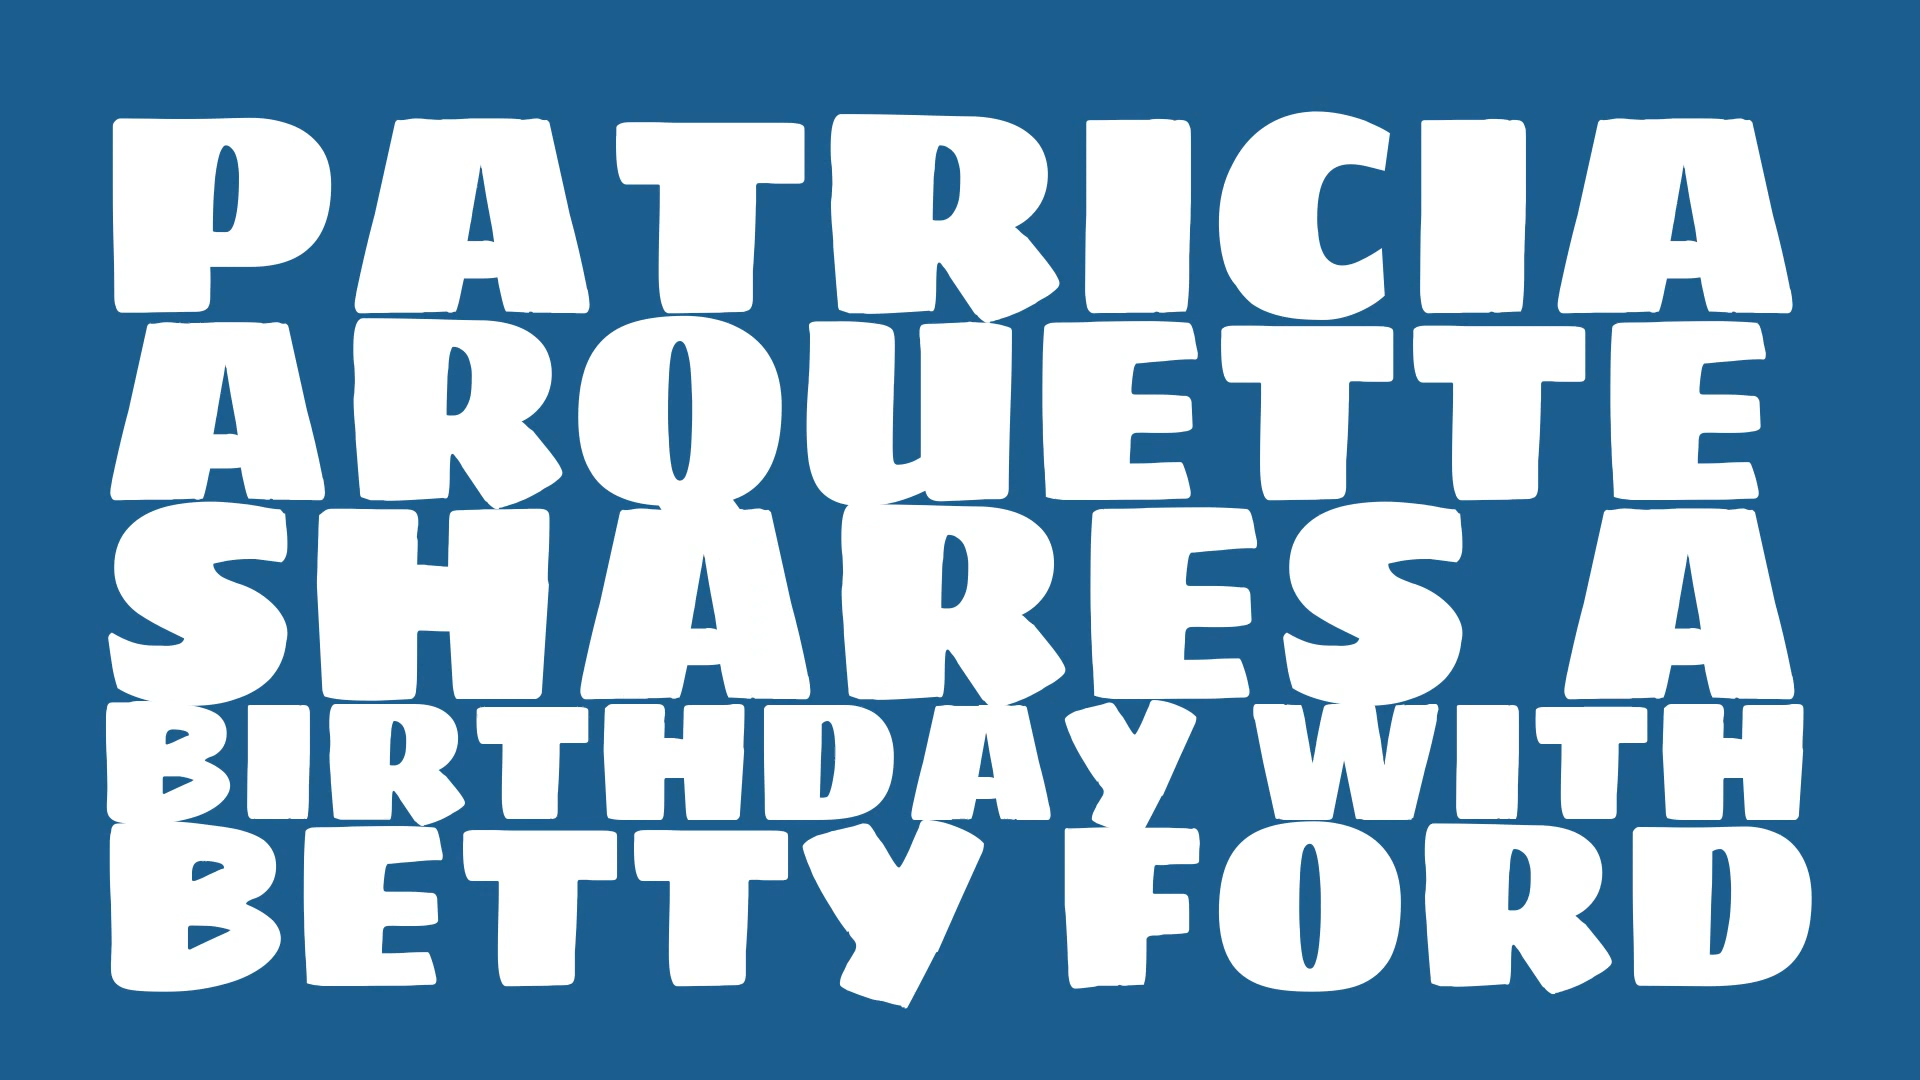 PATRICIA
ARQUETTE
SHARES A
BIRTHDAY WITH
BETTY FORD